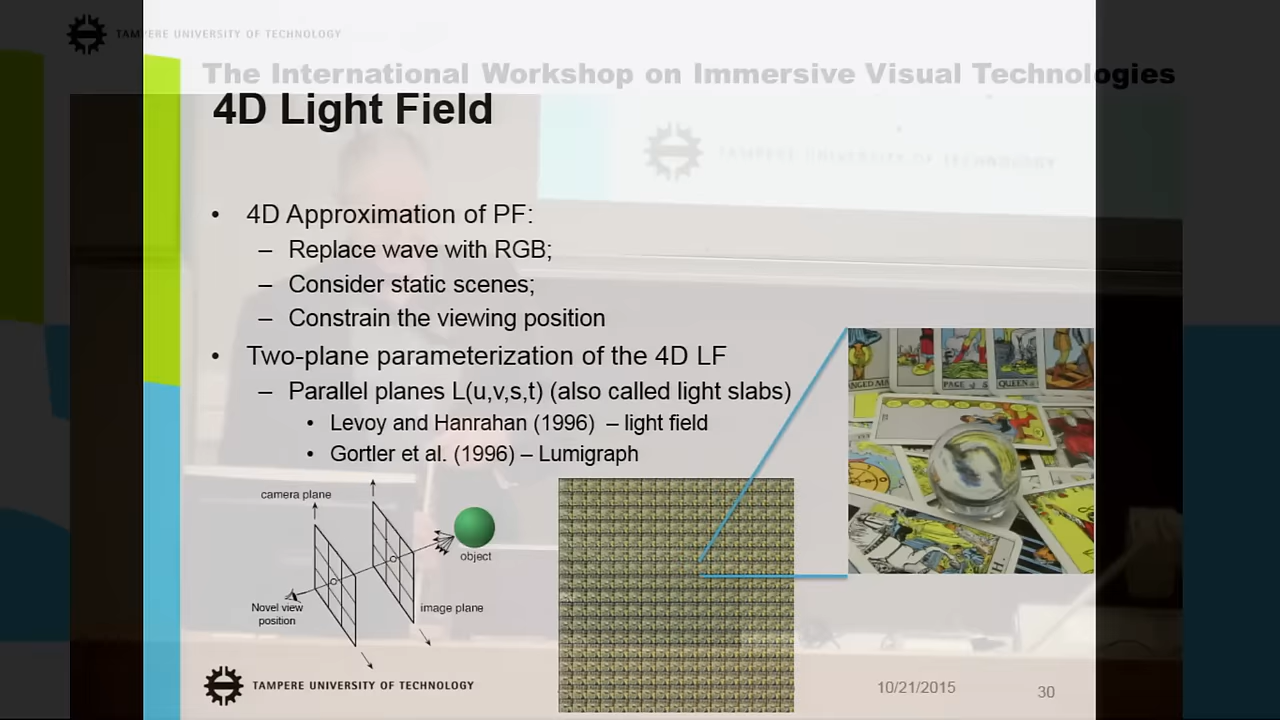 TAMPERE UNIVERSITY OF TECHNOLOGY
The International Workshop on Immersive Visual Technologies
4D Light Field
TAMPERE UNIVERSITY OF TECHNOLOGY
• 4D Approximation of PF:
– Replace wave with RGB;
– Consider static scenes;
– Constrain the viewing position
• Two-plane parameterization of the 4D LF
– Parallel planes L(u,v,s,t) (also called light slabs)
• Levoy and Hanrahan (1996) – light field
• Gortler et al. (1996) – Lumigraph
PAGE
QUEEN
camera plane
object
Novel view
position
image plane
TAMPERE UNIVERSITY OF TECHNOLOGY
10/21/2015
30